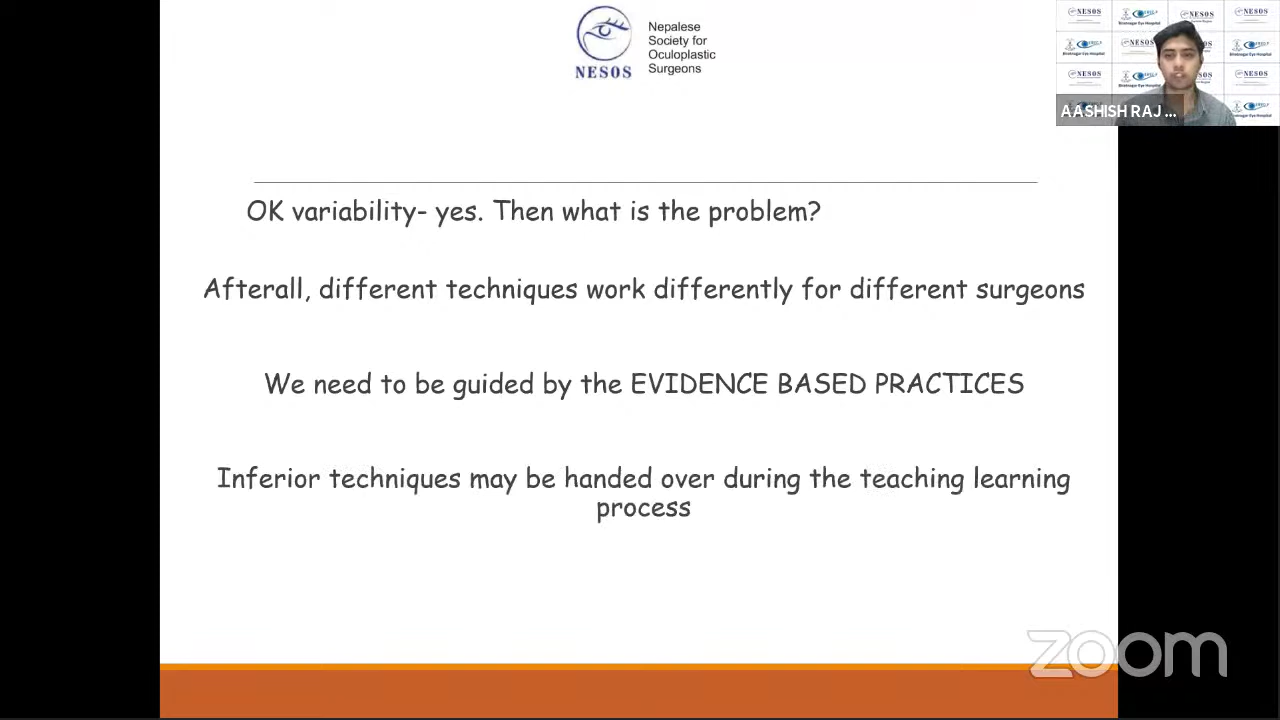 NESOS
Nepalese
Society for
Oculoplastic
Surgeons
AASHISH RAJ ...
OK variability- yes. Then what is the problem?
Afterall, different techniques work differently for different surgeons
We need to be guided by the EVIDENCE BASED PRACTICES
Inferior techniques may be handed over during the teaching learning
process
zoom